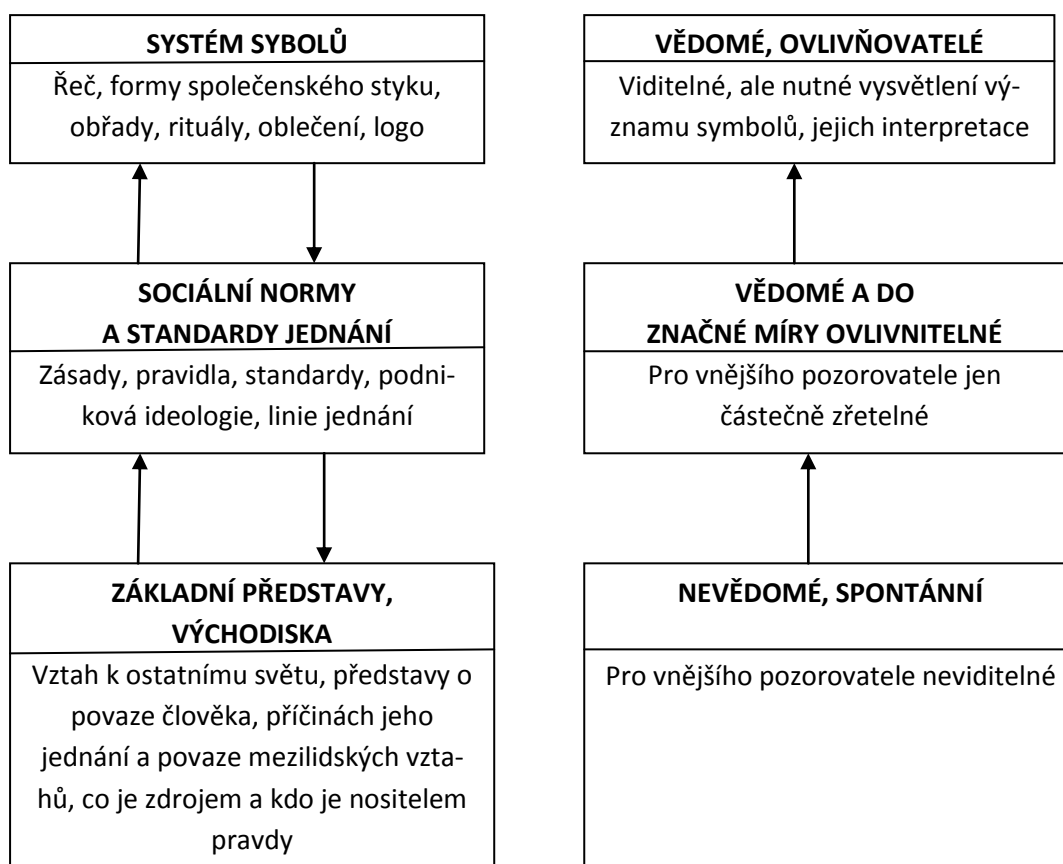 SYSTÉM SYBOLŮ
Řeč, formy společenského styku,
obřady, rituály, oblečení, logo
VĚDOMÉ, OVLIVŇOVATELÉ
Viditelné, ale nutné vysvětlení vý-
znamu symbolů, jejich interpretace
SOCIÁLNÍ NORMY
A STANDARDY JEDNÁNÍ
Zásady, pravidla, standardy, podni-
ková ideologie, linie jednání
VĚDOMÉ A DO
ZNAČNÉ MÍRY OVLIVNITELNÉ
Pro vnějšího pozorovatele jen
částečně zřetelné
ZÁKLADNÍ PŘEDSTAVY,
VÝCHODISKA
Vztah k ostatnímu světu, představy o
povaze člověka, příčinách jeho
jednání a povaze mezilidských vzta-
hů, co je zdrojem a kdo je nositelem
pravdy
NEVĚDOMÉ, SPONTÁNNÍ
Pro vnějšího pozorovatele neviditelné